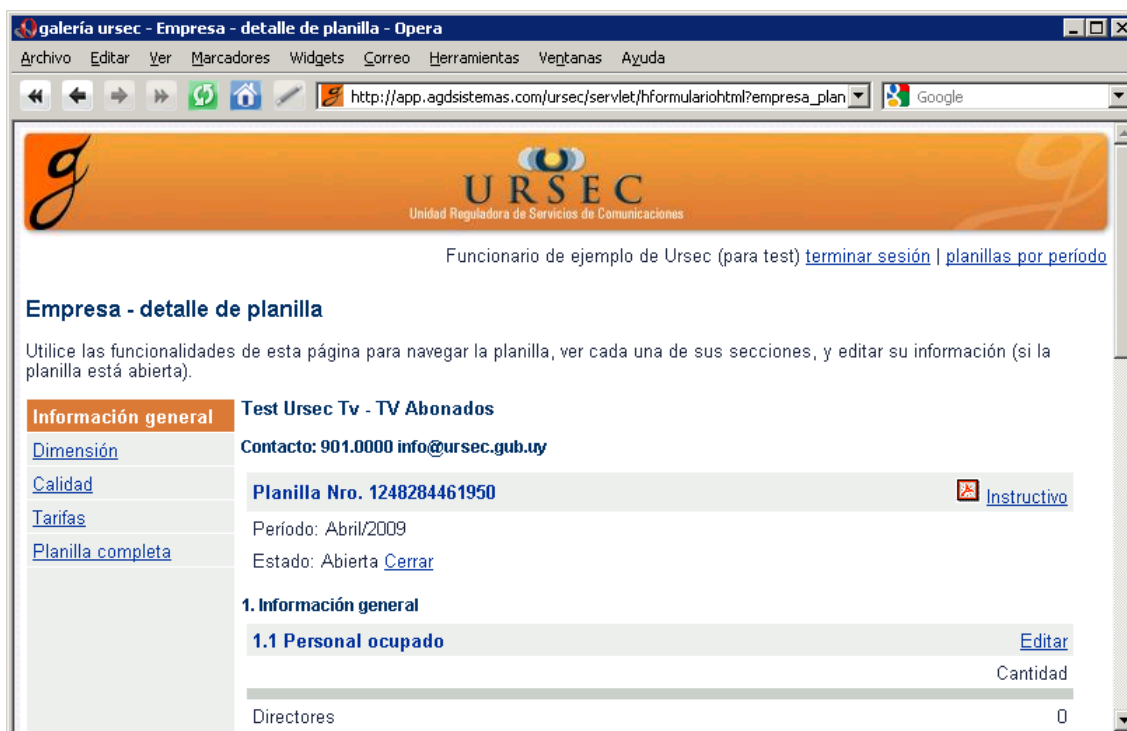 galería ursec - Empresa - detalle de planilla - Opera
Archivo Editar Ver Marcadores Widgets Correo Herramientas Ventanas Ayuda
http://app.agdsistemas.com/ursec/servlet/hformulariohtml?empresa_plan Google
g
URSEC
Unidad Reguladora de Servicios de Comunicaciones
Funcionario de ejemplo de Ursec (para test) terminar sesión | planillas por período
Empresa - detalle de planilla
Utilice las funcionalidades de esta página para navegar la planilla, ver cada una de sus secciones, y editar su información (si la
planilla está abierta).
Información general
Dimensión
Calidad
Tarifas
Planilla completa
Test Ursec Tv - TV Abonados
Contacto: 901.0000 info@ursec.gub.uy
Planilla Nro. 1248284461950 Instructivo
Período: Abril/2009
Estado: Abierta Cerrar
1. Información general
1.1 Personal ocupado Editar
Cantidad
Directores 0